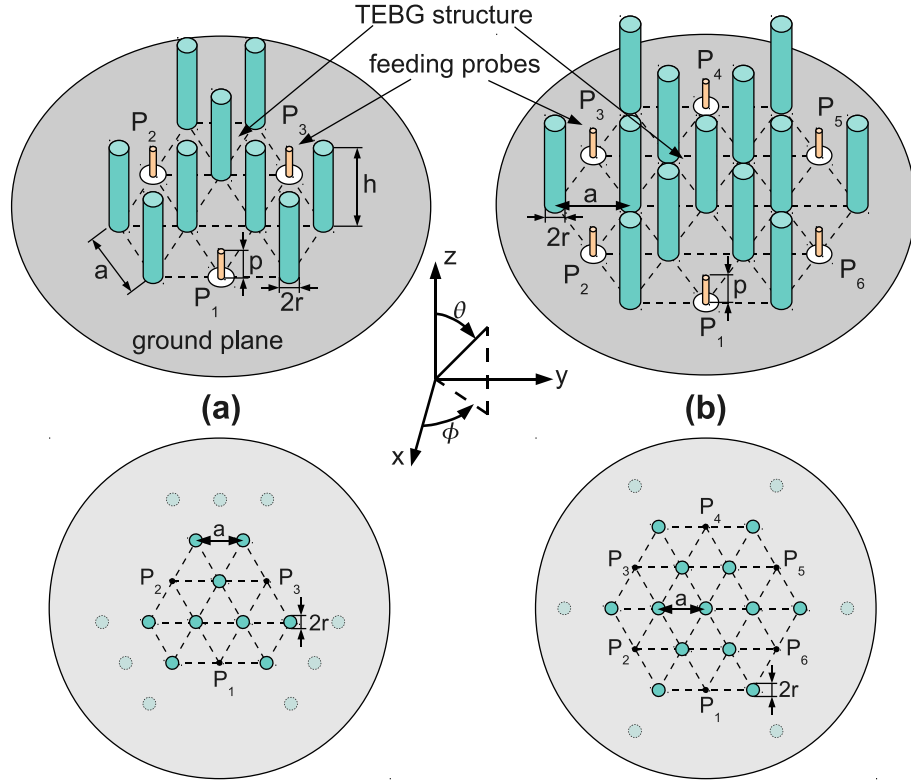 TEBG structure
feeding probes
P2
P3
h
a
p
P1
2r
ground plane
(a)
P4
P3
P5
a
2r
P2
p
P6
P1
(b)
z
θ
y
ϕ
x
a
P2
P3
2r
P1
P4
P3
P5
a
P2
P6
2r
P1